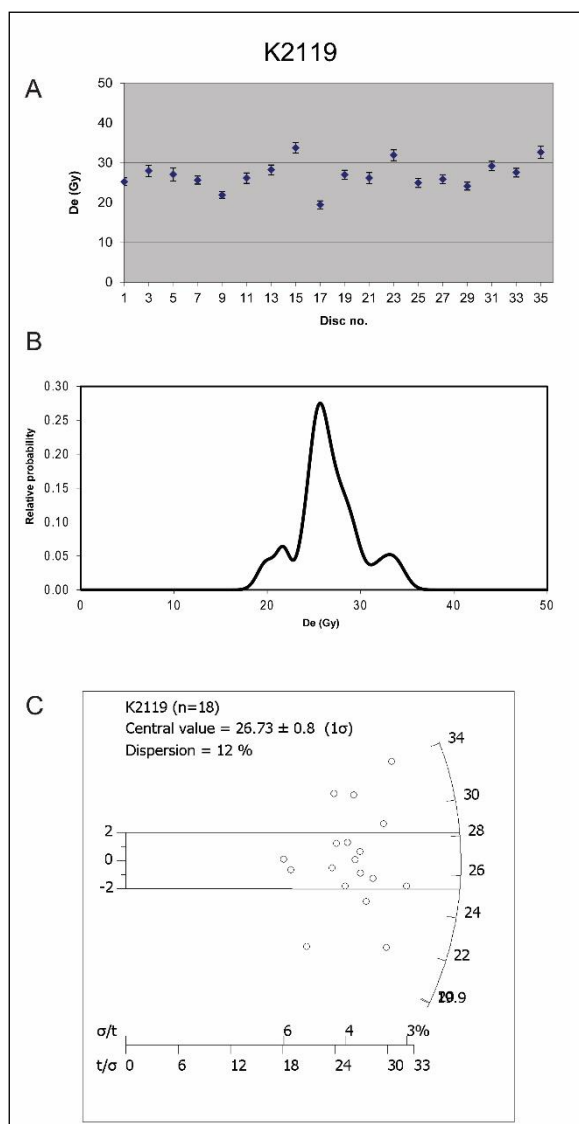 K2119
A
50
40
30
20
10
0
De (Gy)
1 3 5 7 9 11 13 15 17 19 21 23 25 27 29 31 33 35
Disc no.
B
0.30
0.25
0.20
0.15
0.10
0.05
0.00
Relative probability
0 10 20 30 40 50
De (Gy)
C
K2119 (n=18)
Central value = 26.73 ± 0.8 (1σ)
Dispersion = 12 %
34
30
28
26
24
22
2
0
-2
σ/t 6 4 3%
t/σ 0 6 12 18 24 30 33